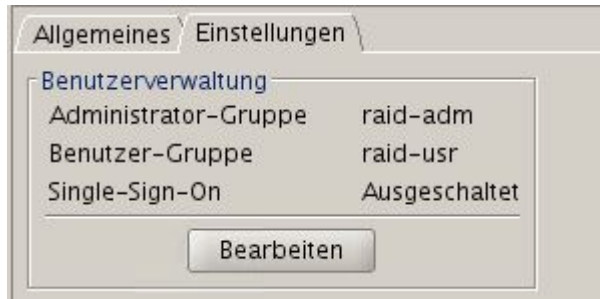 Allgemeines Einstellungen
Benutzerverwaltung
Administrator-Gruppe raid-adm
Benutzer-Gruppe raid-usr
Single-Sign-On Ausgeschaltet
Bearbeiten